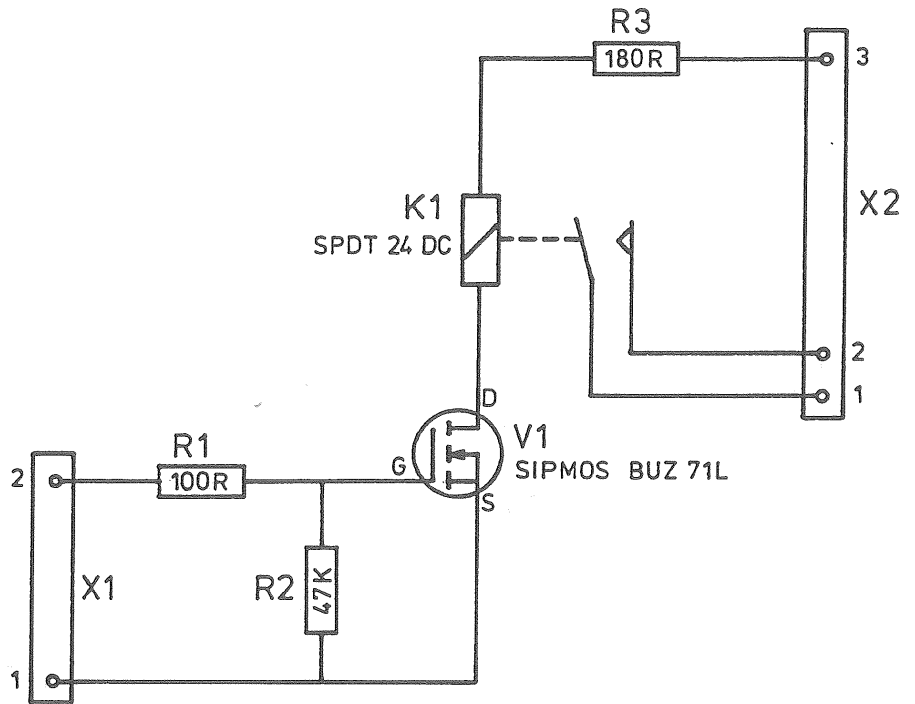 R3
180R
3
K1
SPDT 24 DC
X2
2
1
D
R1
V1
G
2
100R
SIPMOS BUZ 71L
S
X1
R2
47K
1